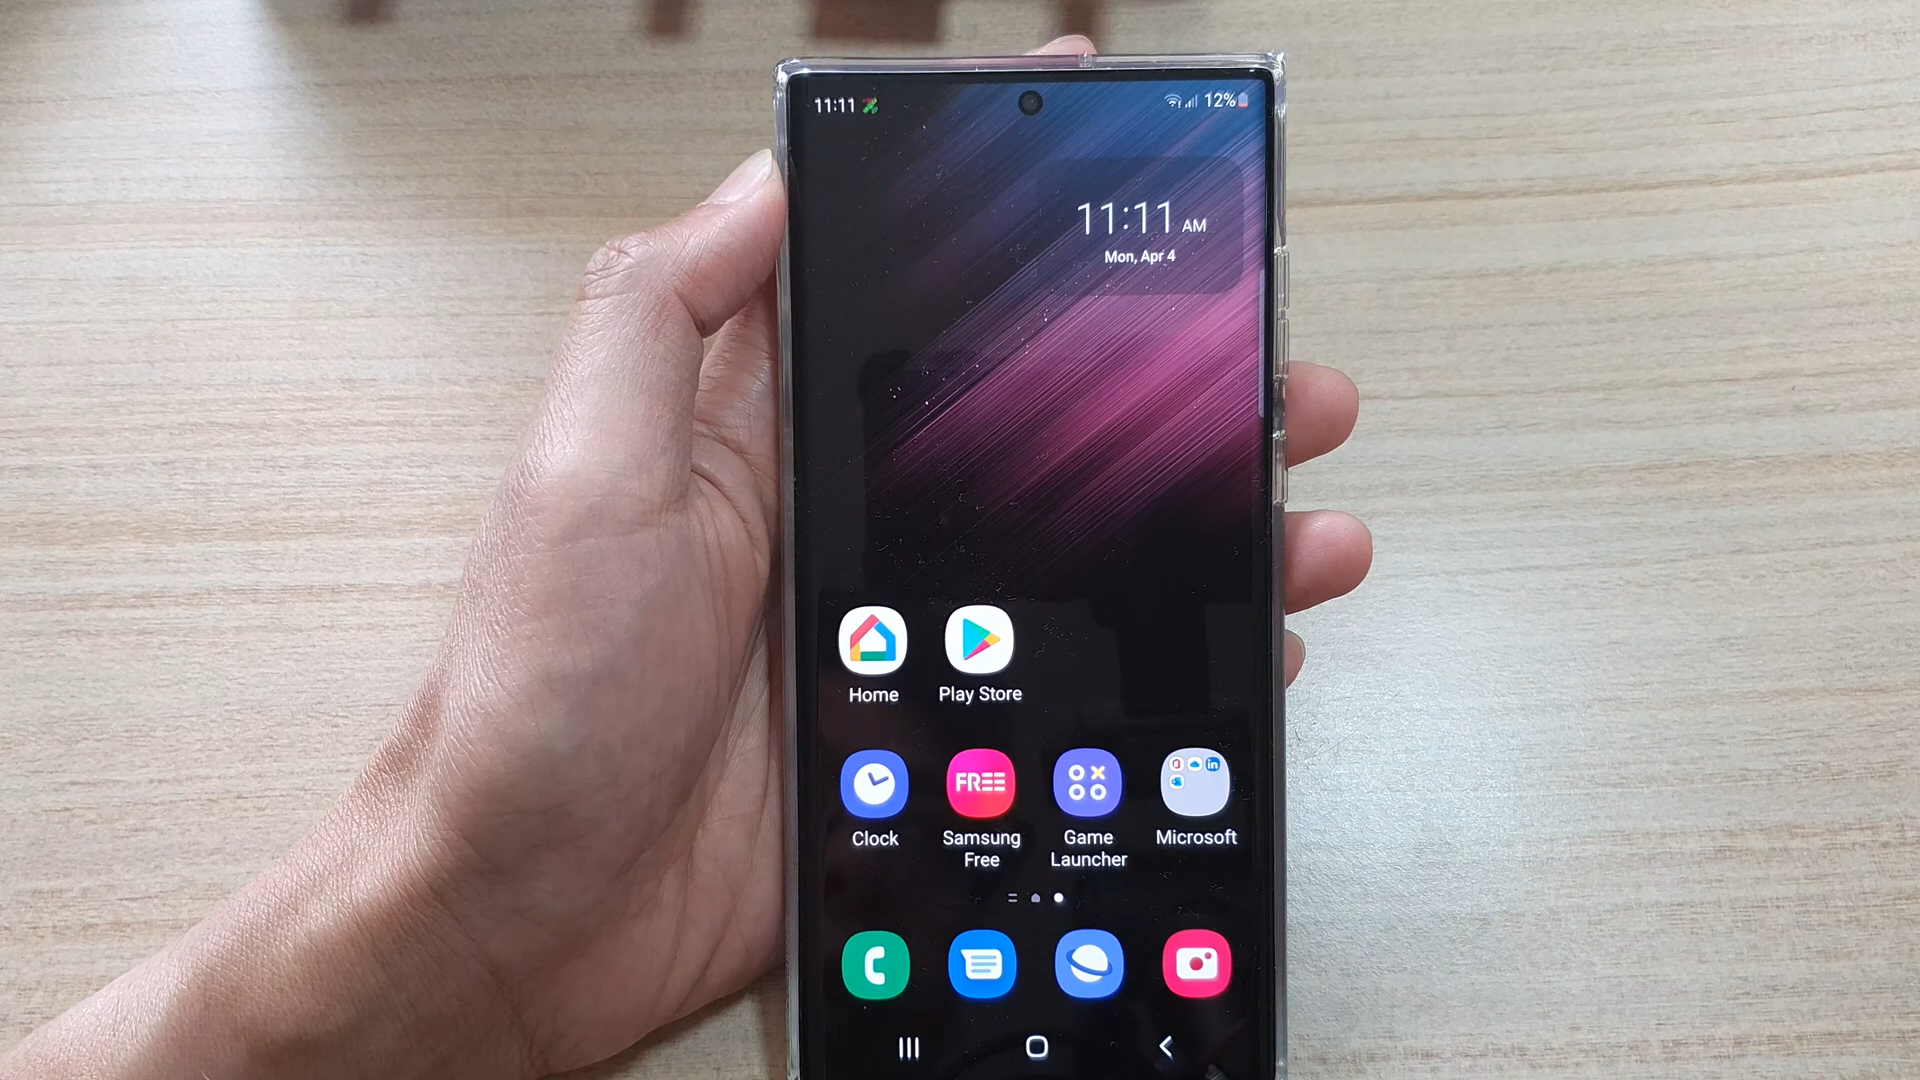 11:11
12%
11:11 AM
Mon, Apr 4
Home
Play Store
FREE
Clock
Samsung Free
Game Launcher
Microsoft
in